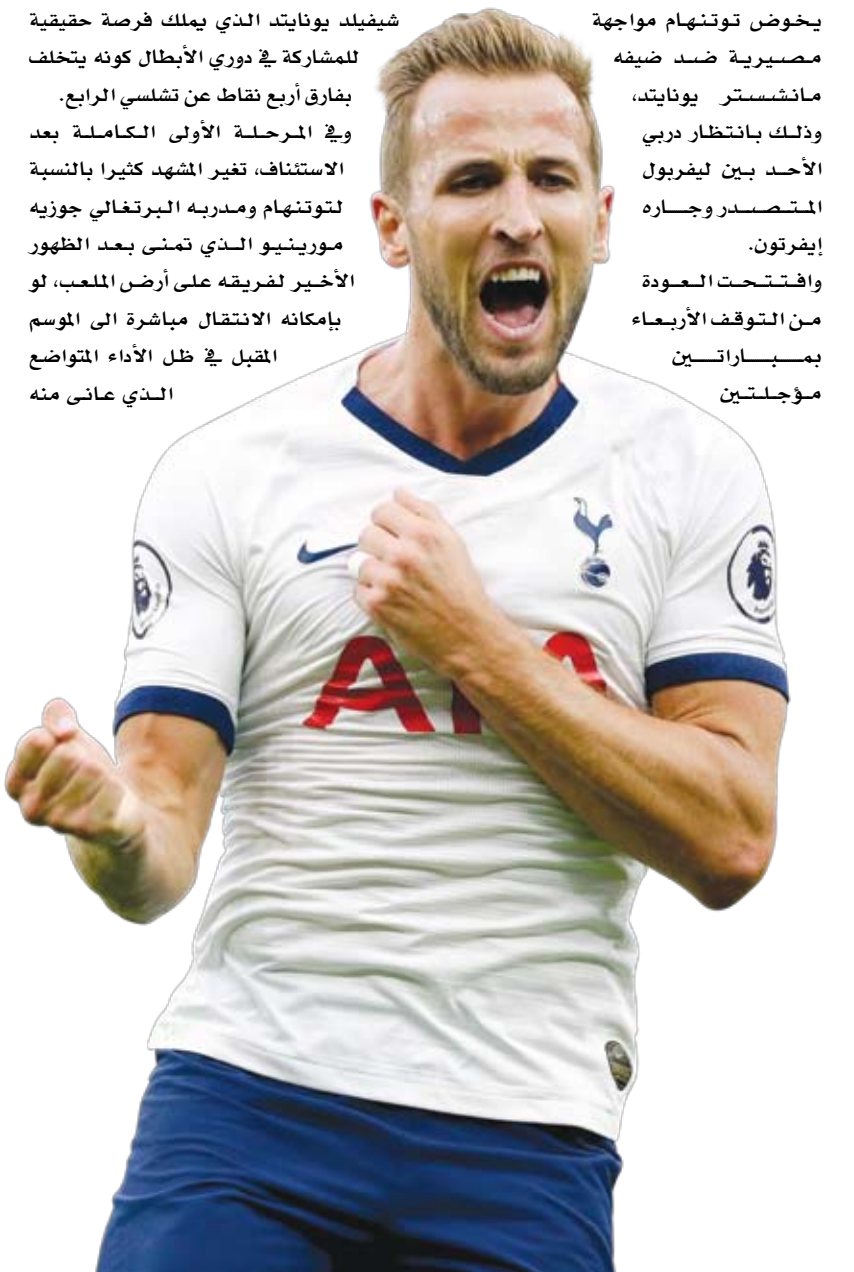 يخوض توتنهام مواجهة
مصيرية ضد ضيفه
مانشستر يونايتد،
وذلك بانتظار دربي
الأحد بين ليفربول
المتصدر وجاره
إيفرتون.
وافتتحت العودة
من التوقف الأربعاء
بمباراتين
مؤجلتين
شيفيلد يونايتد الذي يملك فرصة حقيقية
للمشاركة في دوري الأبطال كونه يتخلف
بفارق أربع نقاط عن تشلسي الرابع.
وفي المرحلة الأولى الكاملة بعد
الاستئناف، تغير المشهد كثيرا بالنسبة
لتوتنهام ومدربه البرتغالي جوزيه
مورينيو الذي تمنى بعد الظهور
الأخير لفريقه على أرض الملعب، لو
بإمكانه الانتقال مباشرة الى الموسم
المقبل في ظل الأداء المتواضع
الذي عانى منه